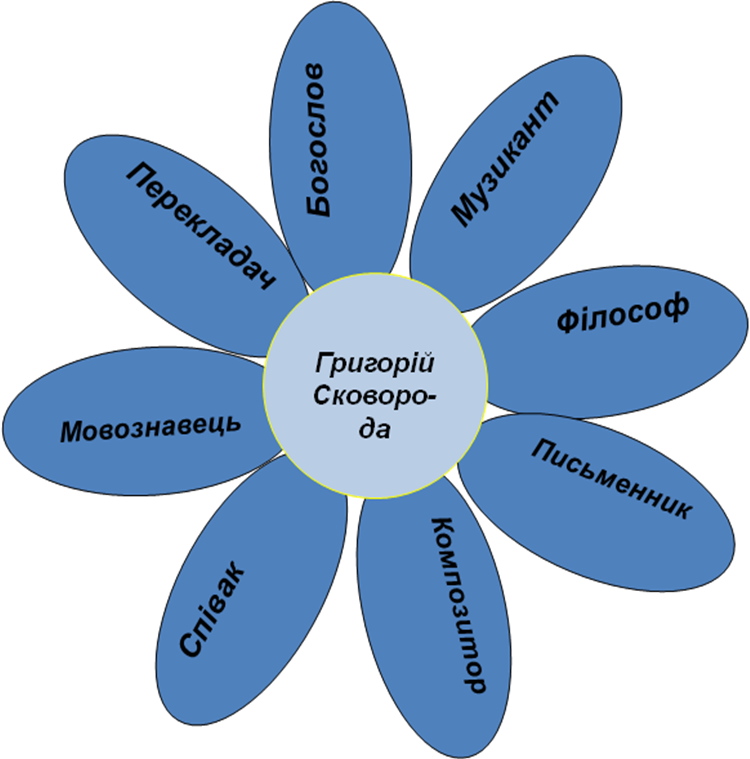 Богослов
Музикант
Філософ
Письменник
Композитор
Співак
Мовознавець
Перекладач
Григорій
Сковоро-
да